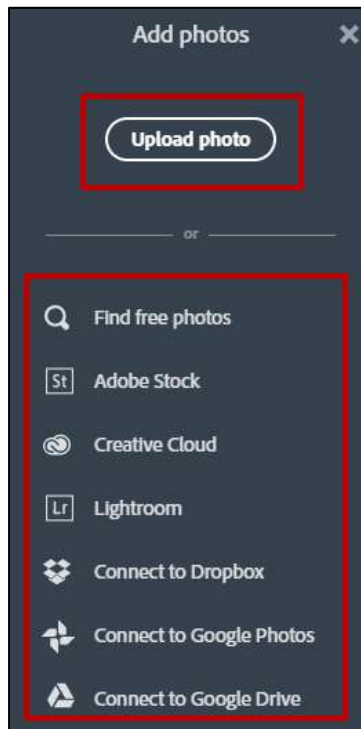 Add photos
Upload photo
or
Find free photos
St Adobe Stock
Creative Cloud
Lr Lightroom
Connect to Dropbox
Connect to Google Photos
Connect to Google Drive